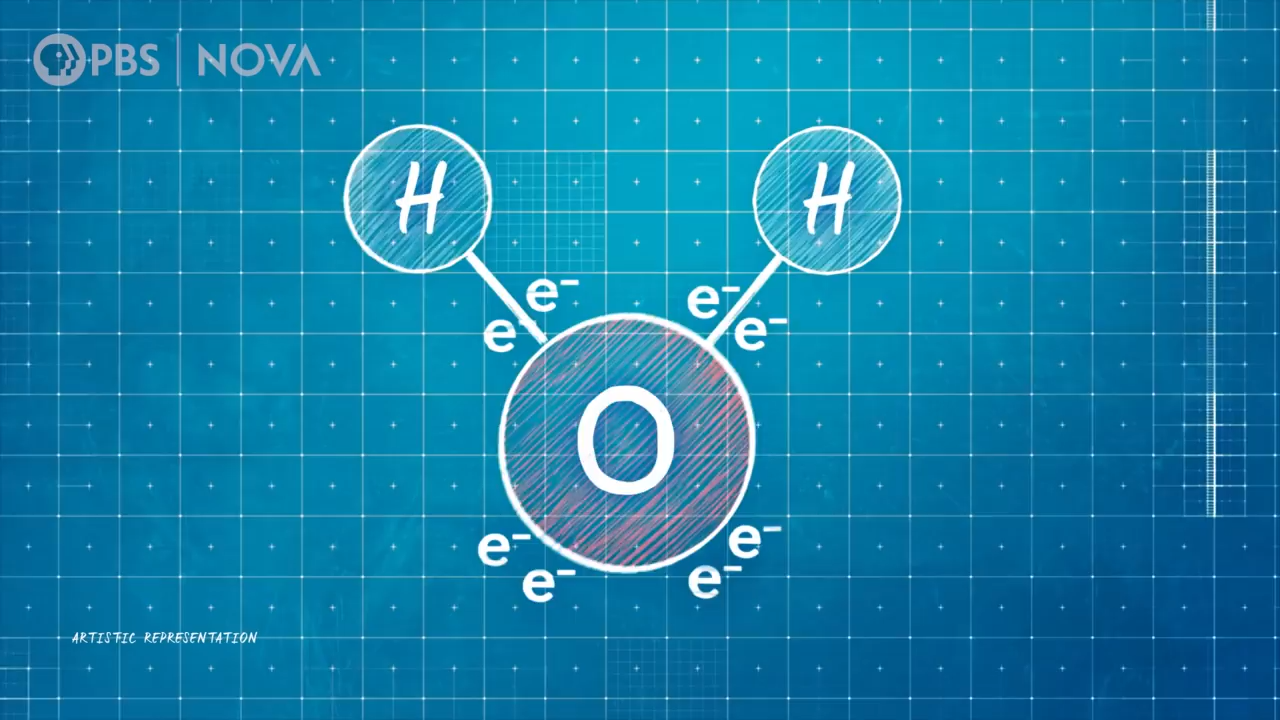 PBS | NOVA
H
H
e⁻
e⁻
e⁻
e⁻
O
e⁻
e⁻
e⁻
e⁻
ARTISTIC REPRESENTATION